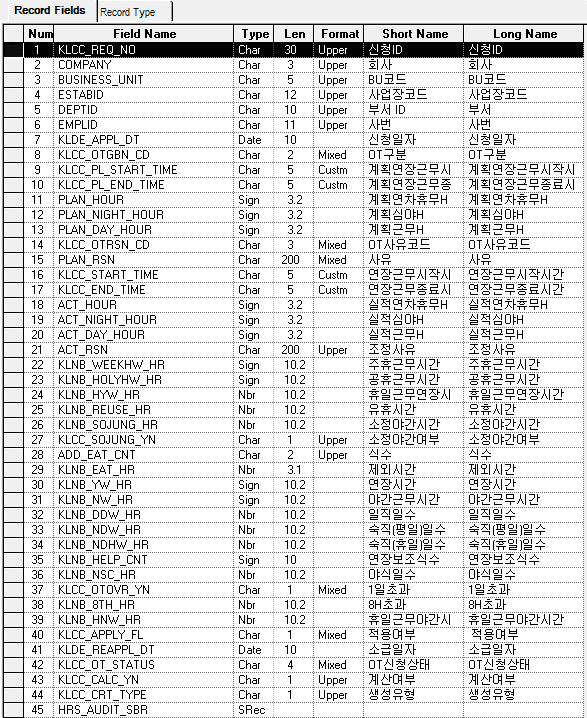 Record Fields Record Type
Num Field Name Type Len Format Short Name Long Name
1 KLCC_REQ_NO Char 30 Upper 신청ID 신청ID
2 COMPANY Char 3 Upper 회사 회사
3 BUSINESS_UNIT Char 5 Upper BU코드 BU코드
4 ESTABID Char 12 Upper 사업장코드 사업장코드
5 DEPTID Char 10 Upper 부서 ID 부서
6 EMPLID Char 11 Upper 사번 사번
7 KLDE_APPL_DT Date 10 신청일자 신청일자
8 KLCC_OTGBN_CD Char 2 Mixed OT구분 OT구분
9 KLCC_PL_START_TIME Char 5 Custm 계획연장근무시 계획연장근무시작시
10 KLCC_PL_END_TIME Char 5 Custm 계획연장근무종 계획연장근무종료시
11 PLAN_HOUR Sign 3.2 계획연차휴무H 계획연차휴무H
12 PLAN_NIGHT_HOUR Sign 3.2 계획심야H 계획심야H
13 PLAN_DAY_HOUR Sign 3.2 계획근무H 계획근무H
14 KLCC_OTRSN_CD Char 3 Mixed OT사유코드 OT사유코드
15 PLAN_RSN Char 200 Mixed 사유 사유
16 KLCC_START_TIME Char 5 Custm 연장근무시작시 연장근무시작시간
17 KLCC_END_TIME Char 5 Custm 연장근무종료시 연장근무종료시간
18 ACT_HOUR Sign 3.2 실적연차휴무H 실적연차휴무H
19 ACT_NIGHT_HOUR Sign 3.2 실적심야H 실적심야H
20 ACT_DAY_HOUR Sign 3.2 실적근무H 실적근무H
21 ACT_RSN Char 200 Upper 조정사유 조정사유
22 KLNB_WEEKHW_HR Sign 10.2 주휴근무시간 주휴근무시간
23 KLNB_HOLYHW_HR Sign 10.2 공휴근무시간 공휴근무시간
24 KLNB_HYW_HR Nbr 10.2 휴일근무연장시 휴일근무연장시간
25 KLNB_REUSE_HR Nbr 10.2 유휴시간 유휴시간
26 KLNB_SOJUNG_HR Nbr 10.2 소정야간시간 소정야간시간
27 KLCC_SOJUNG_YN Char 1 Upper 소정야간여부 소정야간여부
28 ADD_EAT_CNT Char 2 Upper 식수 식수
29 KLNB_EAT_HR Nbr 3.1 제외시간 제외시간
30 KLNB_YW_HR Sign 10.2 연장시간 연장시간
31 KLNB_NW_HR Sign 10.2 야간근무시간 야간근무시간
32 KLNB_DDW_HR Nbr 10.2 일직일수 일직일수
33 KLNB_NDW_HR Nbr 10.2 숙직(평일)일수 숙직(평일)일수
34 KLNB_NDHW_HR Nbr 10.2 숙직(휴일)일수 숙직(휴일)일수
35 KLNB_HELP_CNT Sign 10 연장보조식수 연장보조식수
36 KLNB_NSC_HR Nbr 10.2 야식일수 야식일수
37 KLCC_OTOVR_YN Char 1 Mixed 1일초과 1일초과
38 KLNB_8TH_HR Nbr 10.2 8H초과 8H초과
39 KLNB_HNW_HR Nbr 10.2 휴일근무야간시 휴일근무야간시간
40 KLCC_APPLY_FL Char 1 Mixed 적용여부 적용여부
41 KLDE_REAPPL_DT Date 10 소급일자 소급일자
42 KLCC_OT_STATUS Char 4 Mixed OT신청상태 OT신청상태
43 KLCC_CALC_YN Char 1 Upper 계산여부 계산여부
44 KLCC_CRT_TYPE Char 1 Upper 생성유형 생성유형
45 HRS_AUDIT_SBR SRec